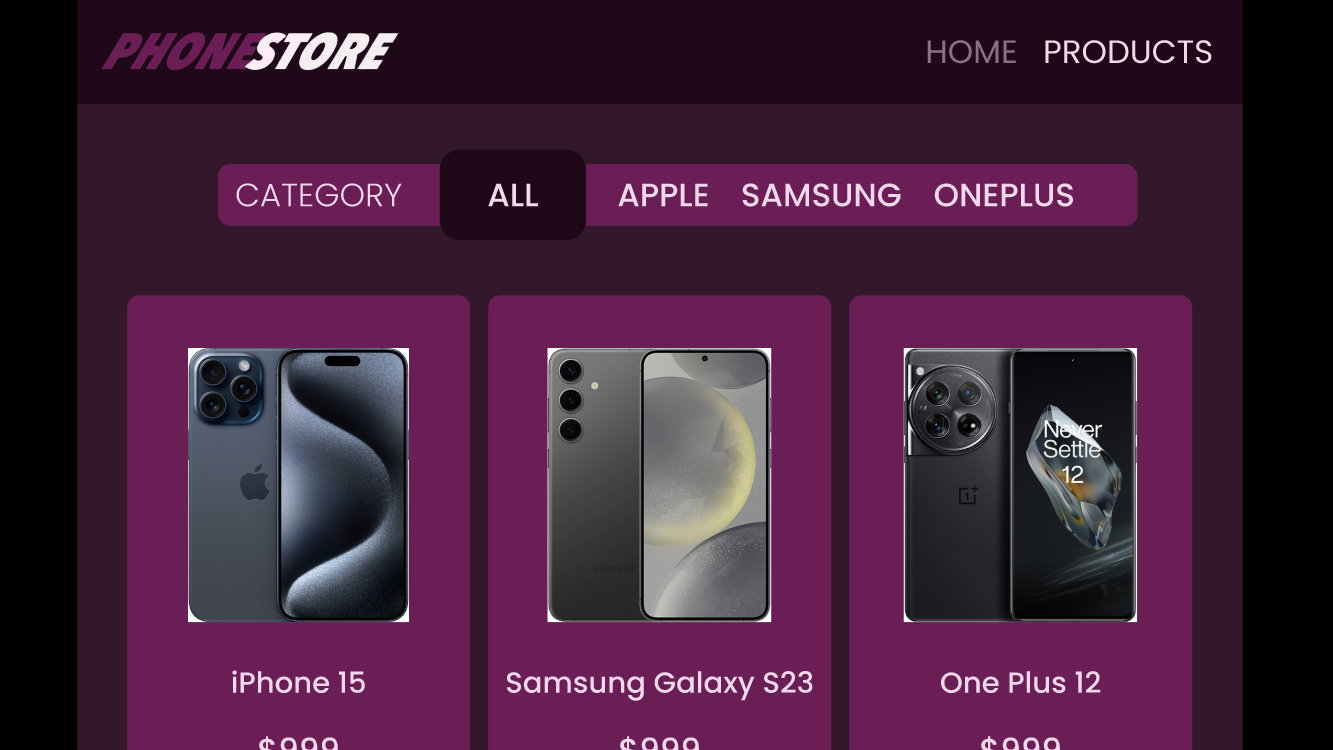 PHONESTORE
HOME PRODUCTS
CATEGORY ALL APPLE SAMSUNG ONEPLUS
Never
Settle
12
iPhone 15 Samsung Galaxy S23 One Plus 12
$999 $999 $999